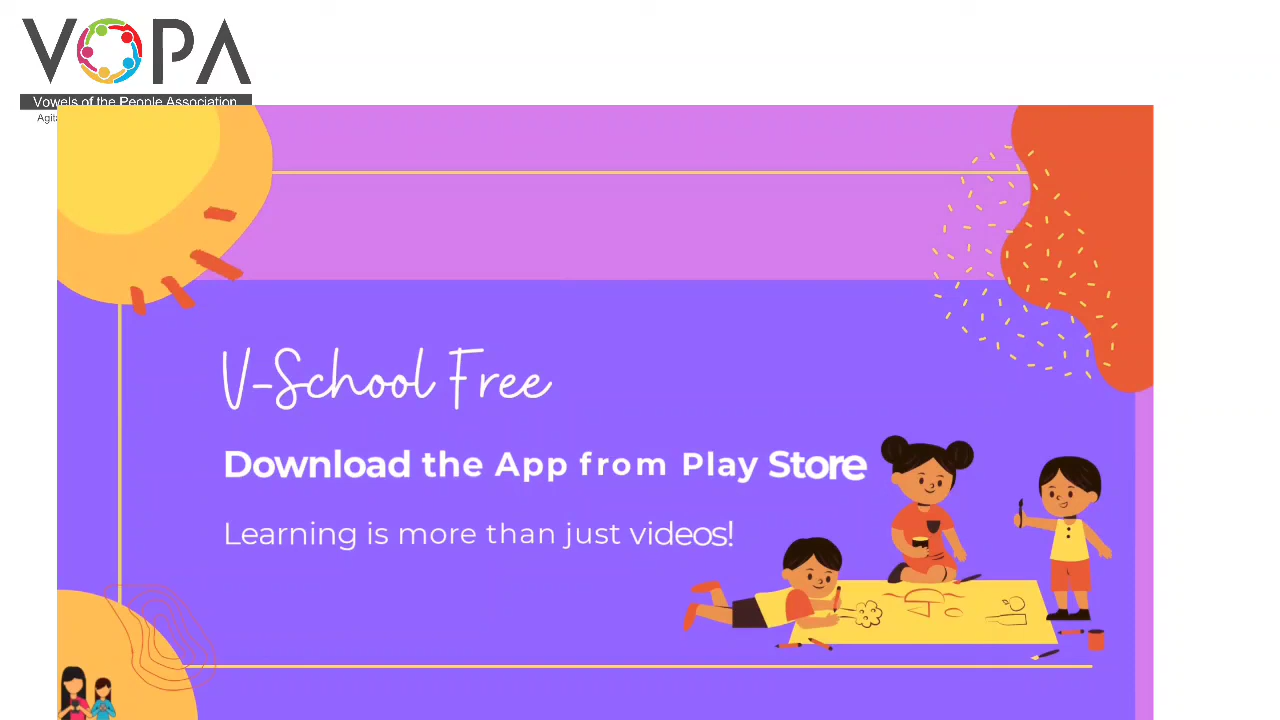 VOPA
Vowels of the People Association
V-School Free
Download the App from Play Store
Learning is more than just videos!